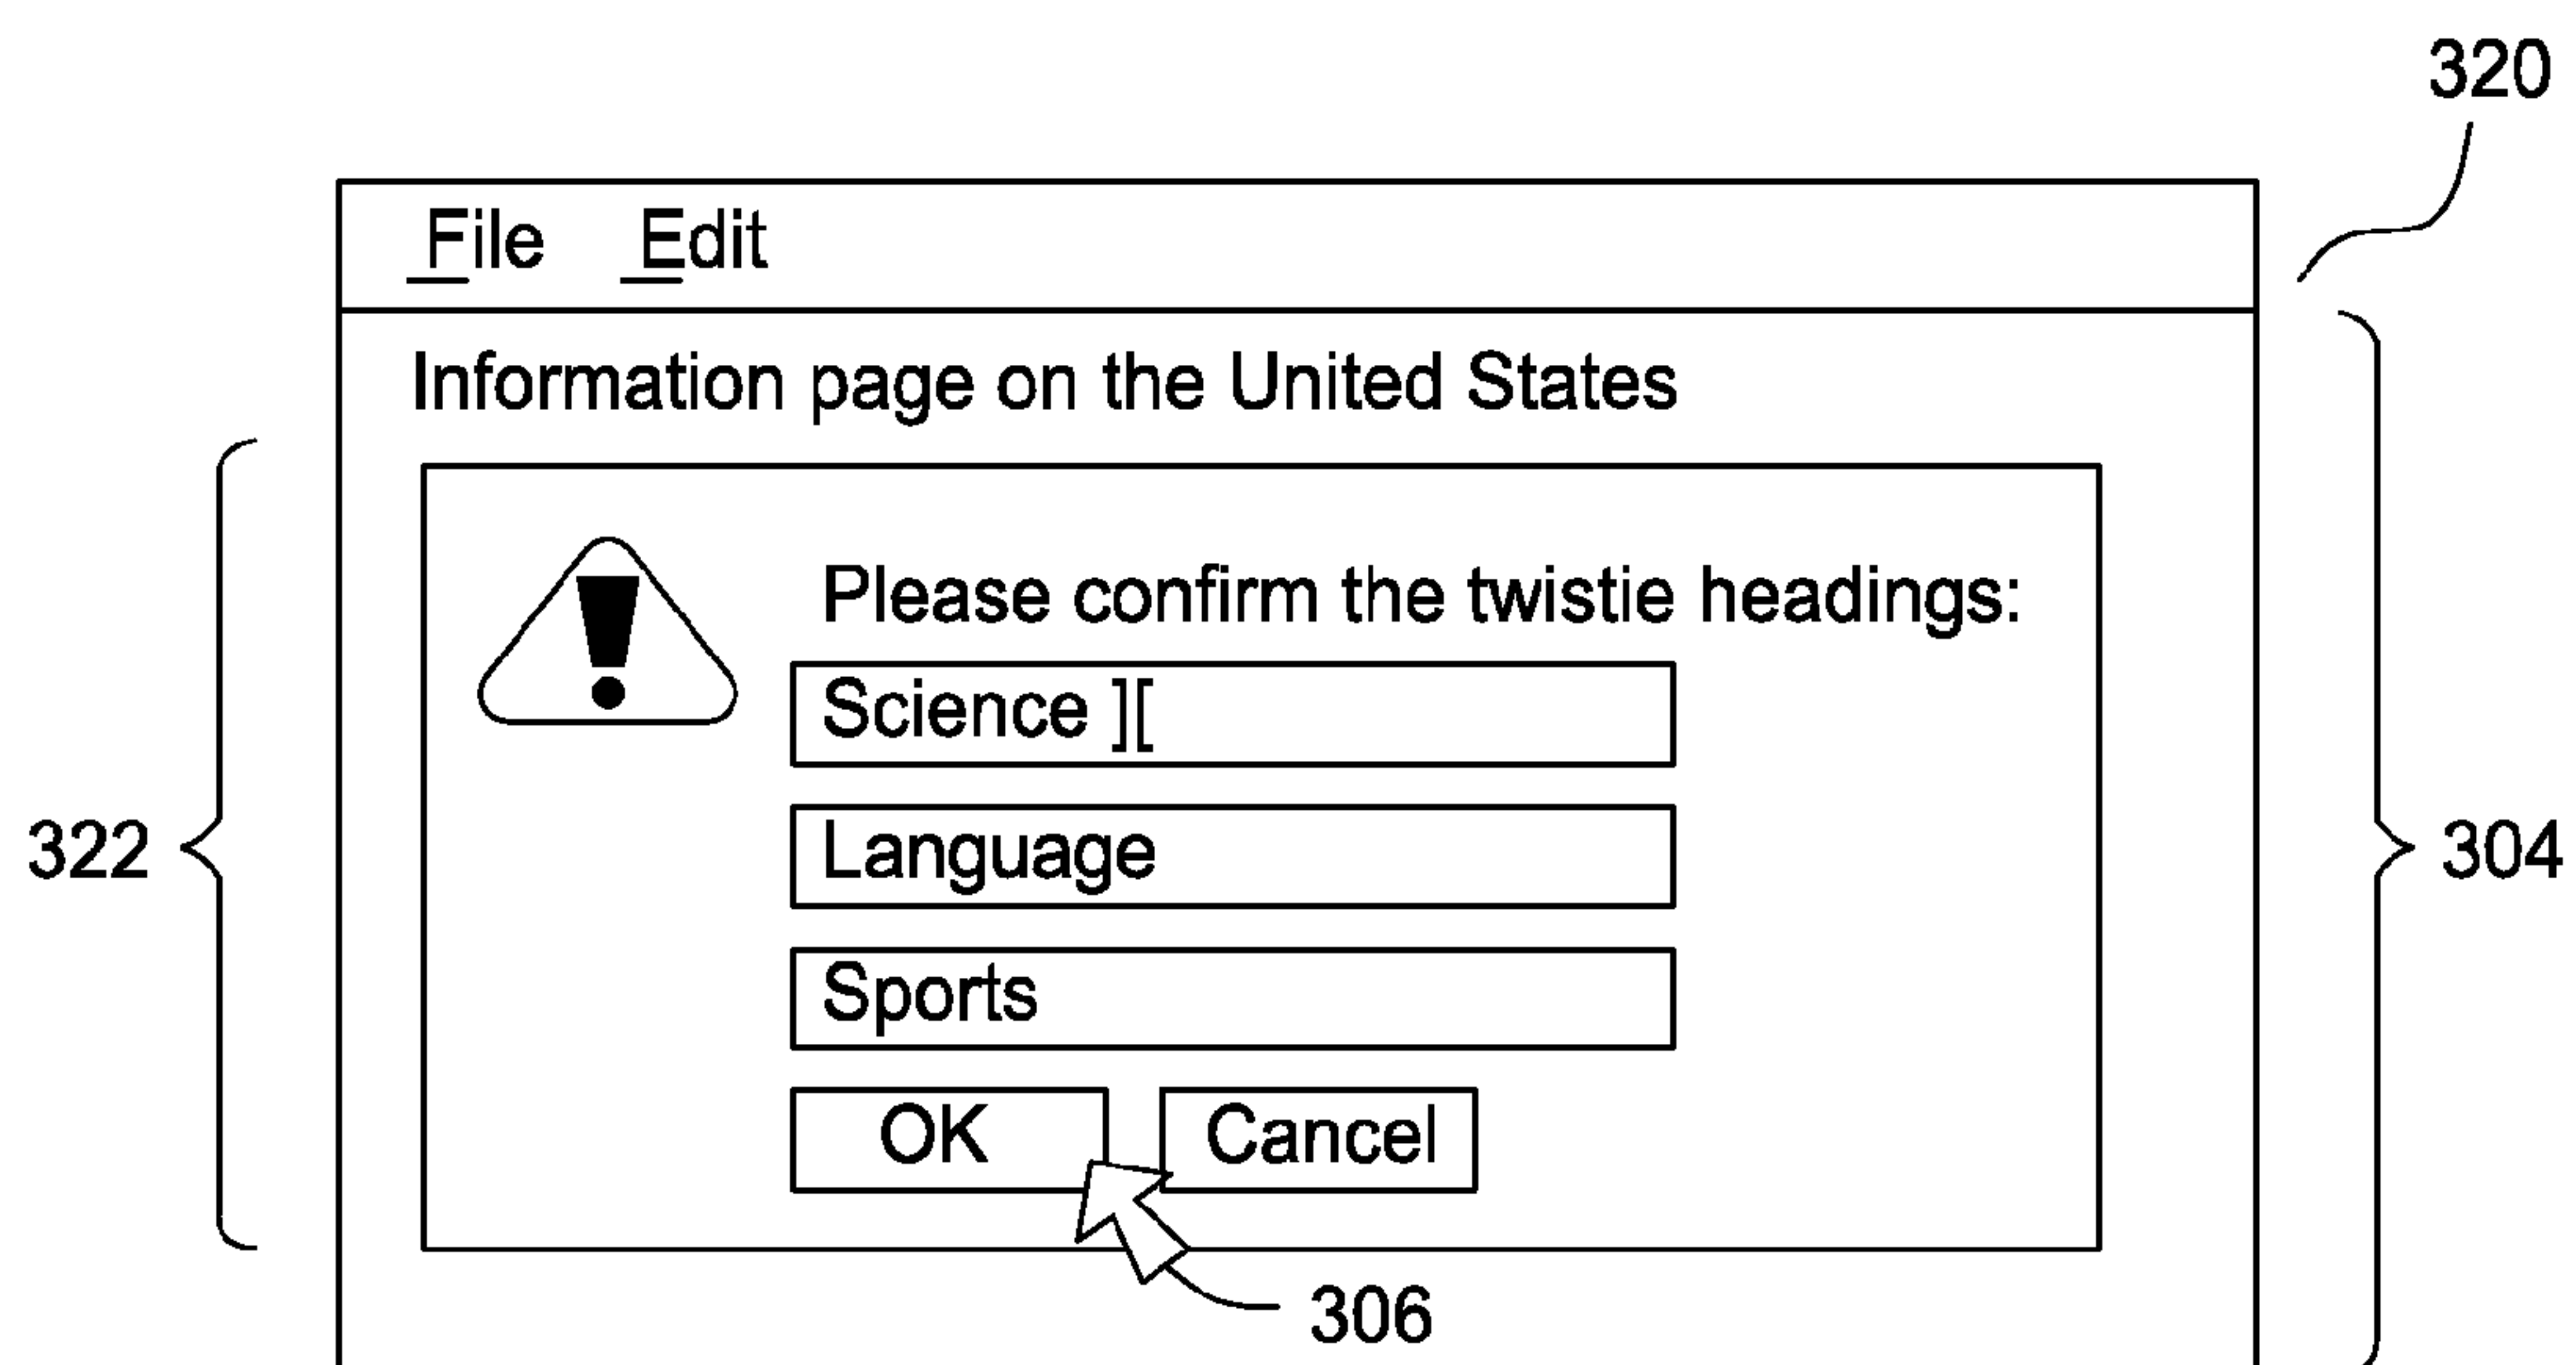 320
File Edit
Information page on the United States
Please confirm the twistie headings:
Science ][
322
Language
304
Sports
OK Cancel
306